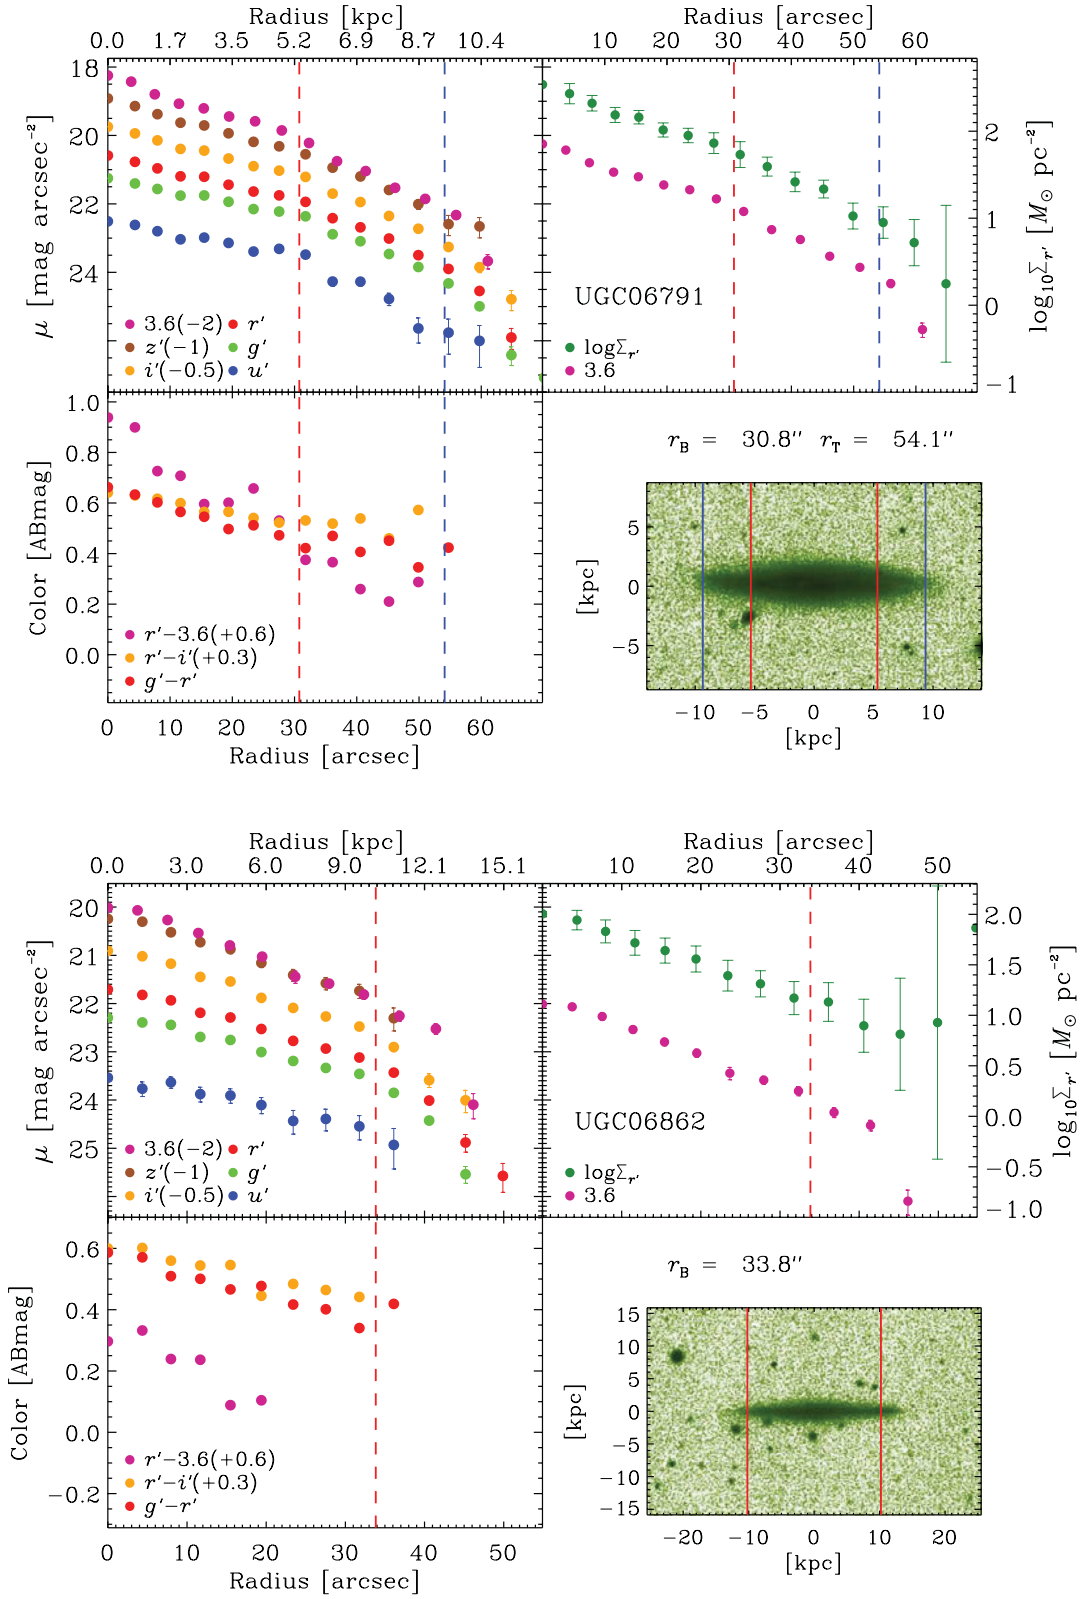 Radius [kpc] Radius [arcsec]
0.0 1.7 3.5 5.2 6.9 8.7 10.4 10 20 30 40 50 60
18
20
22
24
μ [mag arcsec⁻²]
3.6(−2) r′
z′(−1) g′
i′(−0.5) u′
2
1
0
−1
log₁₀Σr′ [M⊙ pc⁻²]
UGC06791
logΣr′
3.6
1.0
0.8
0.6
0.4
0.2
0.0
Color [ABmag]
r′−3.6(+0.6)
r′−i′(+0.3)
g′−r′
0 10 20 30 40 50 60
Radius [arcsec]
rB = 30.8″ rT = 54.1″
5
0
−5
[kpc]
−10 −5 0 5 10
[kpc]
Radius [kpc] Radius [arcsec]
0.0 3.0 6.0 9.0 12.1 15.1 10 20 30 40 50
20
21
22
23
24
25
μ [mag arcsec⁻²]
3.6(−2) r′
z′(−1) g′
i′(−0.5) u′
2.0
1.5
1.0
0.5
0.0
−0.5
−1.0
log₁₀Σr′ [M⊙ pc⁻²]
UGC06862
logΣr′
3.6
0.6
0.4
0.2
0.0
−0.2
Color [ABmag]
r′−3.6(+0.6)
r′−i′(+0.3)
g′−r′
0 10 20 30 40 50
Radius [arcsec]
rB = 33.8″
15
10
5
0
−5
−10
−15
[kpc]
−20 −10 0 10 20
[kpc]